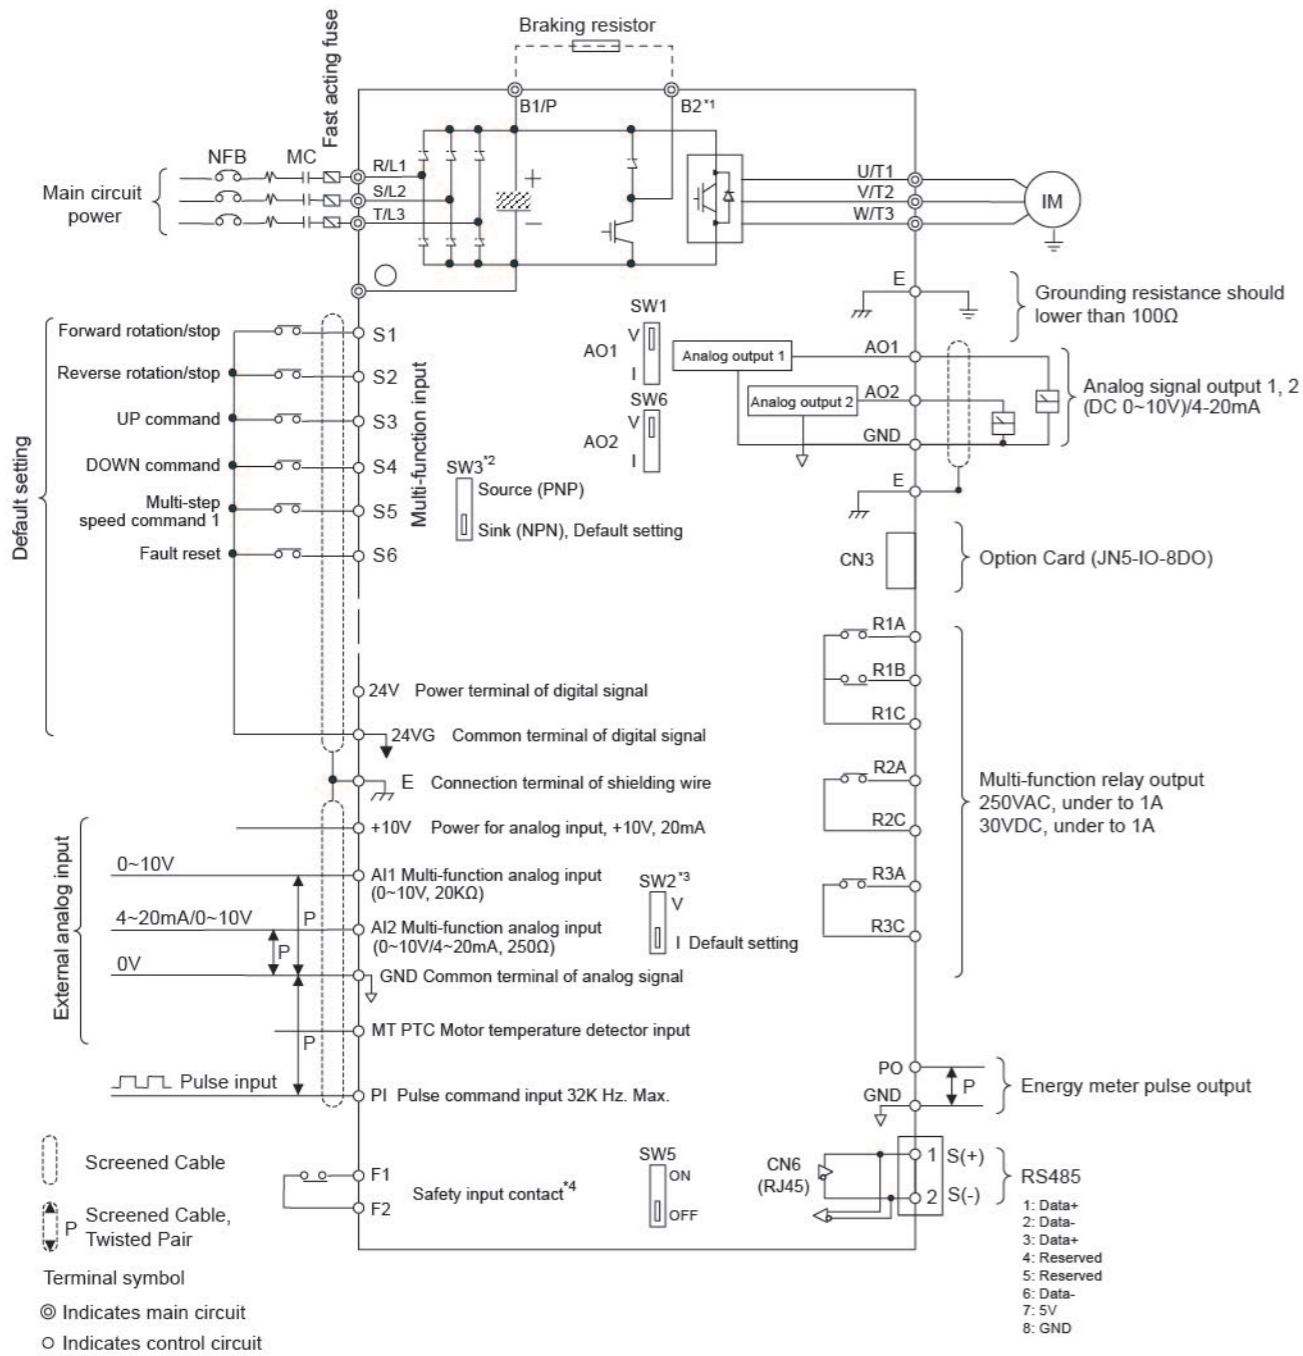 Braking resistor
Fast acting fuse
B1/P
B2*1
NFB
MC
Main circuit
power
R/L1
S/L2
T/L3
+
−
U/T1
V/T2
W/T3
IM
E
Grounding resistance should
lower than 100Ω
Default setting
Forward rotation/stop
S1
Reverse rotation/stop
S2
UP command
S3
DOWN command
S4
Multi-step
speed command 1
S5
Fault reset
S6
Multi-function input
SW1
V
AO1
I
SW6
V
AO2
I
SW3*2
Source (PNP)
Sink (NPN), Default setting
Analog output 1
AO1
Analog output 2
AO2
GND
E
Analog signal output 1, 2
(DC 0~10V)/4-20mA
CN3
Option Card (JN5-IO-8DO)
R1A
R1B
R1C
R2A
R2C
R3A
R3C
Multi-function relay output
250VAC, under to 1A
30VDC, under to 1A
24V Power terminal of digital signal
24VG Common terminal of digital signal
E Connection terminal of shielding wire
External analog input
+10V Power for analog input, +10V, 20mA
0~10V
AI1 Multi-function analog input
(0~10V, 20KΩ)
4~20mA/0~10V
P
AI2 Multi-function analog input
(0~10V/4~20mA, 250Ω)
P
0V
GND Common terminal of analog signal
SW2*3
V
I Default setting
MT PTC Motor temperature detector input
P
Pulse input
PI Pulse command input 32K Hz. Max.
PO
GND
P
Energy meter pulse output
F1
F2
Safety input contact*4
SW5
ON
OFF
CN6
(RJ45)
1
S(+)
2
S(-)
RS485
1: Data+
2: Data-
3: Data+
4: Reserved
5: Reserved
6: Data-
7: 5V
8: GND
Screened Cable
P
Screened Cable,
Twisted Pair
Terminal symbol
Indicates main circuit
Indicates control circuit